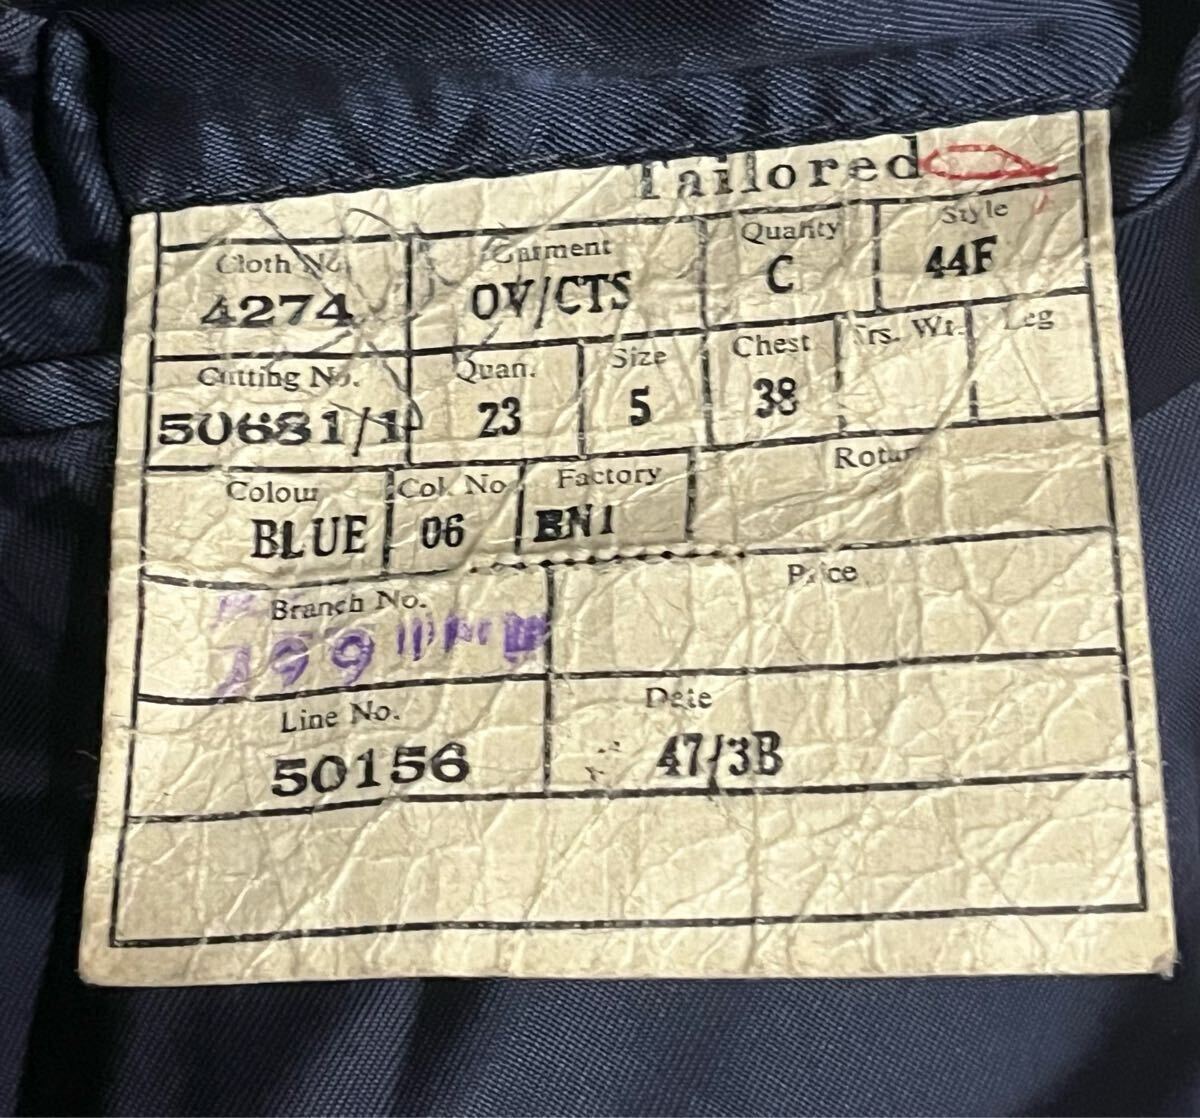 Tailored
Cloth No. Garment Quality Style
4274 OV/CTS C 44F
Cutting No. Quan. Size Chest Trs. Wt. Leg
50681/1 23 5 38
Colour Col. No Factory
BLUE 06 BN1
Branch No. Price
Line No. Date
50156 47/3B